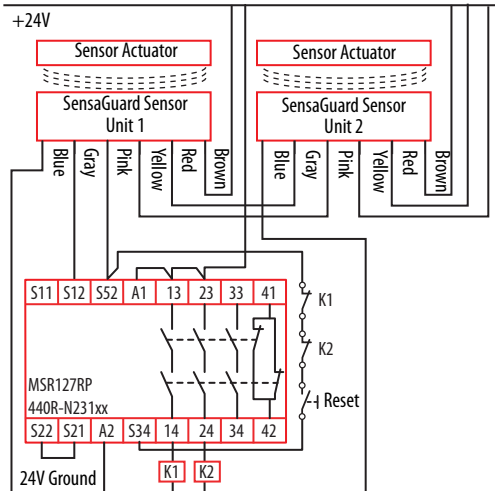 +24V
Sensor Actuator
Sensor Actuator
SensaGuard Sensor
Unit 1
SensaGuard Sensor
Unit 2
Blue
Gray
Pink
Yellow
Red
Brown
Blue
Gray
Pink
Yellow
Red
Brown
S11 S12 S52 A1 13 23 33 41
K1
K2
Reset
MSR127RP
440R-N231xx
S22 S21 A2 S34 14 24 34 42
24V Ground
K1 K2